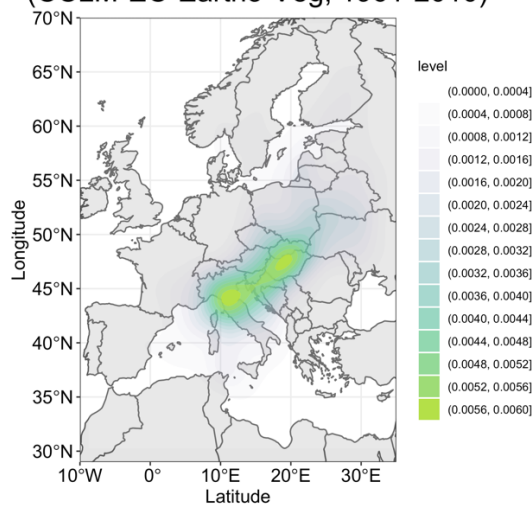 70°N
65°N
60°N
55°N
50°N
45°N
40°N
35°N
30°N
Longitude
10°W 0° 10°E 20°E 30°E
Latitude
level
(0.0000, 0.0004]
(0.0004, 0.0008]
(0.0008, 0.0012]
(0.0012, 0.0016]
(0.0016, 0.0020]
(0.0020, 0.0024]
(0.0024, 0.0028]
(0.0028, 0.0032]
(0.0032, 0.0036]
(0.0036, 0.0040]
(0.0040, 0.0044]
(0.0044, 0.0048]
(0.0048, 0.0052]
(0.0052, 0.0056]
(0.0056, 0.0060]